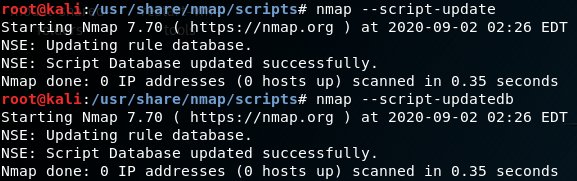 root@kali:/usr/share/nmap/scripts# nmap --script-update
Starting Nmap 7.70 ( https://nmap.org ) at 2020-09-02 02:26 EDT
NSE: Updating rule database.
NSE: Script Database updated successfully.
Nmap done: 0 IP addresses (0 hosts up) scanned in 0.35 seconds
root@kali:/usr/share/nmap/scripts# nmap --script-updatedb
Starting Nmap 7.70 ( https://nmap.org ) at 2020-09-02 02:26 EDT
NSE: Updating rule database.
NSE: Script Database updated successfully.
Nmap done: 0 IP addresses (0 hosts up) scanned in 0.35 seconds